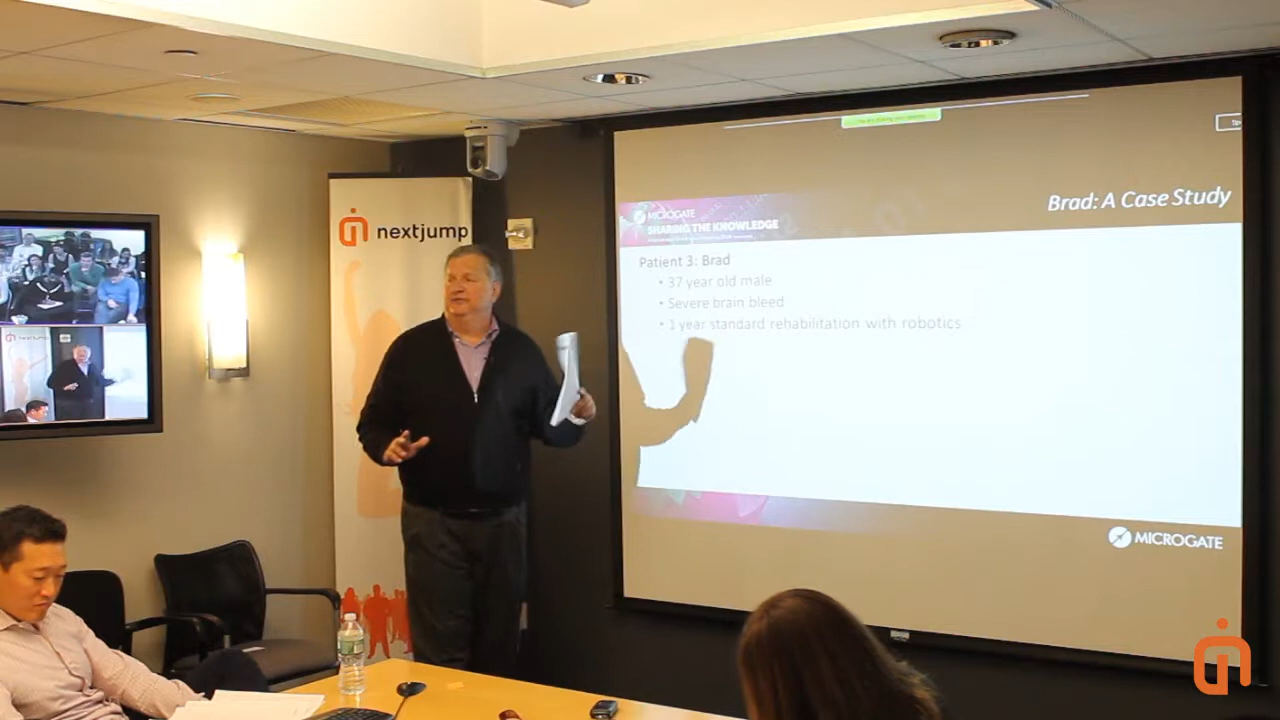 nextjump
nextjump
Brad: A Case Study
MICROGATE
SHARING THE KNOWLEDGE
Patient 3: Brad
• 37 year old male
• Severe brain bleed
• 1 year standard rehabilitation with robotics
MICROGATE